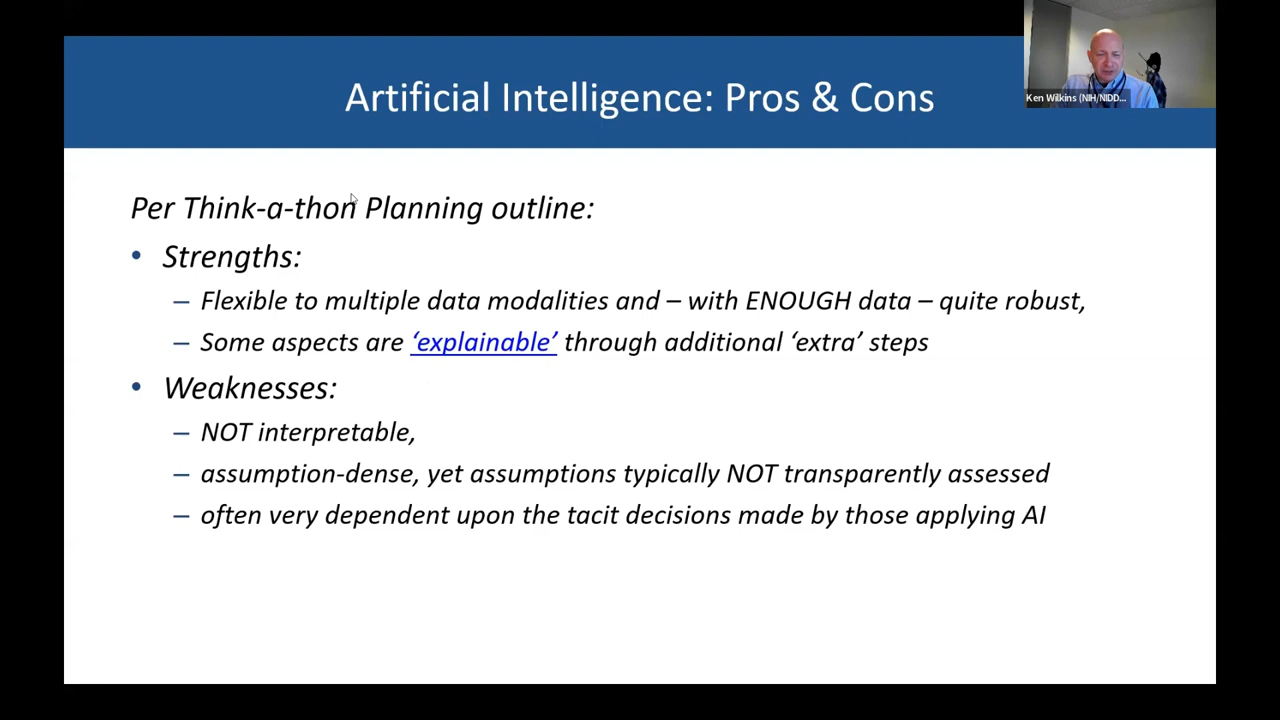 Artificial Intelligence: Pros & Cons
Ken Wilkins (NIH/NIDD...
Per Think-a-thon Planning outline:
• Strengths:
– Flexible to multiple data modalities and – with ENOUGH data – quite robust,
– Some aspects are ‘explainable’ through additional ‘extra’ steps
• Weaknesses:
– NOT interpretable,
– assumption-dense, yet assumptions typically NOT transparently assessed
– often very dependent upon the tacit decisions made by those applying AI